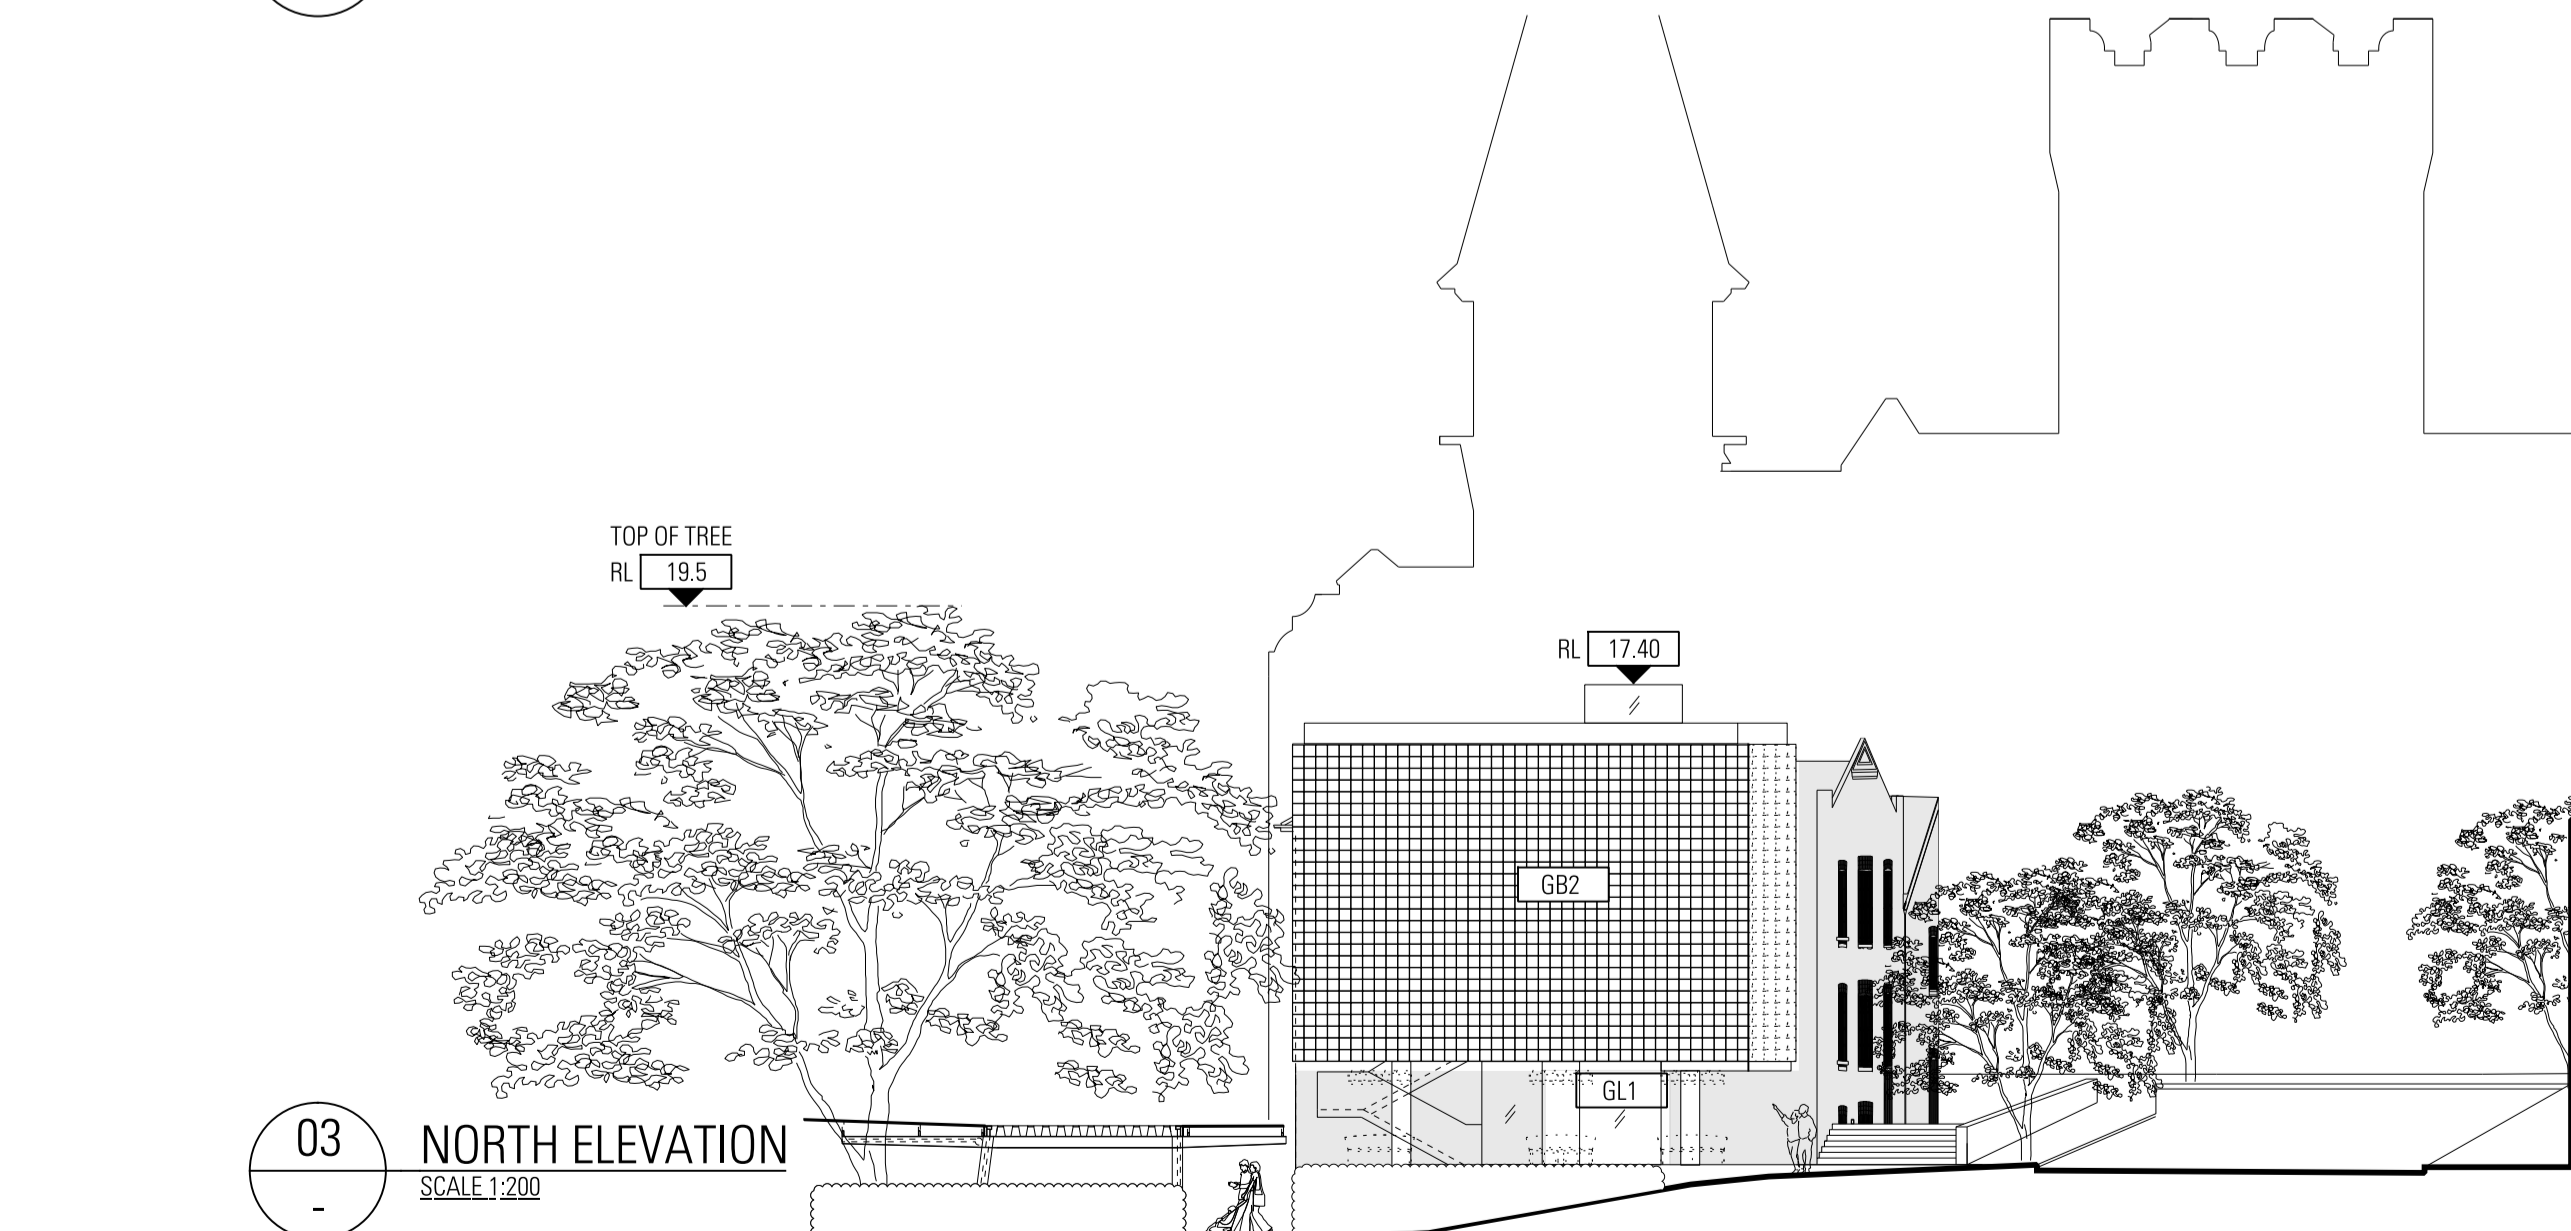 TOP OF TREE
RL 19.5
RL 17.40
GB2
GL1
03
NORTH ELEVATION
SCALE 1:200
-